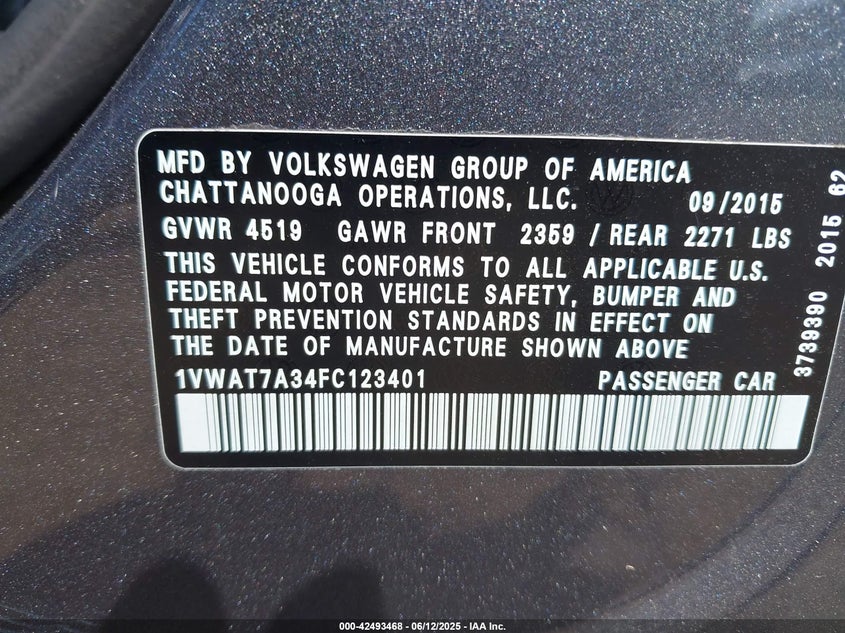 MFD BY VOLKSWAGEN GROUP OF AMERICA
CHATTANOOGA OPERATIONS, LLC. 09/2015
GVWR 4519 GAWR FRONT 2359 / REAR 2271 LBS
THIS VEHICLE CONFORMS TO ALL APPLICABLE U.S.
FEDERAL MOTOR VEHICLE SAFETY, BUMPER AND
THEFT PREVENTION STANDARDS IN EFFECT ON
THE DATE OF MANUFACTURE SHOWN ABOVE
1VWAT7A34FC123401 PASSENGER CAR
3739390 2015 62
000-42493468 - 06/12/2025 - IAA Inc.